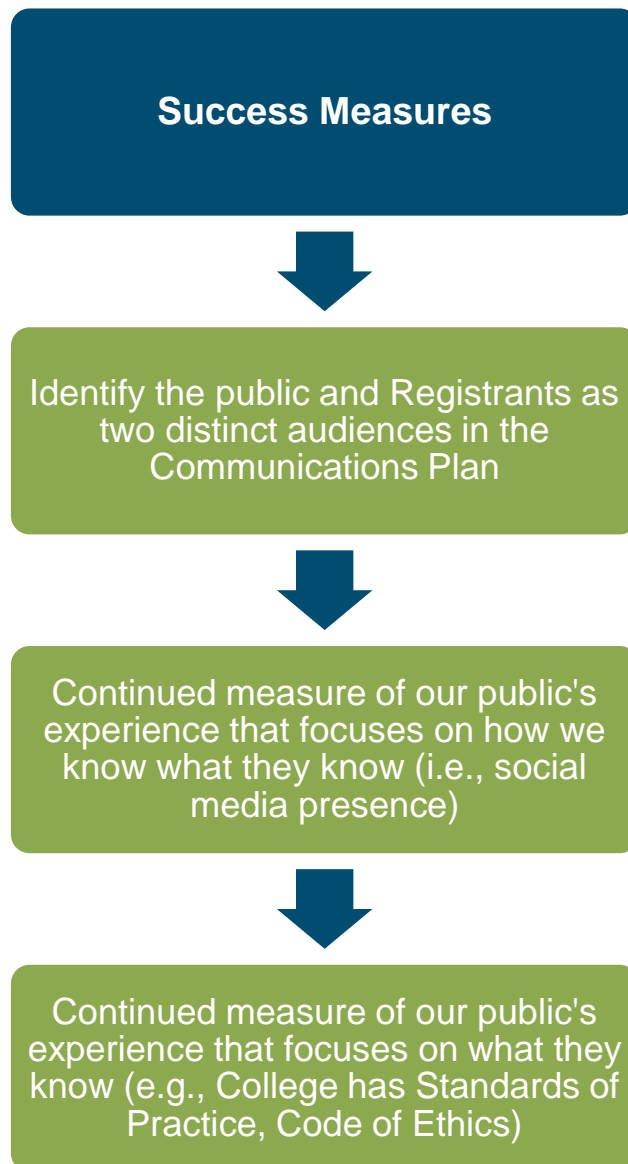 Success Measures
Identify the public and Registrants as
two distinct audiences in the
Communications Plan
Continued measure of our public's
experience that focuses on how we
know what they know (i.e., social
media presence)
Continued measure of our public's
experience that focuses on what they
know (e.g., College has Standards of
Practice, Code of Ethics)